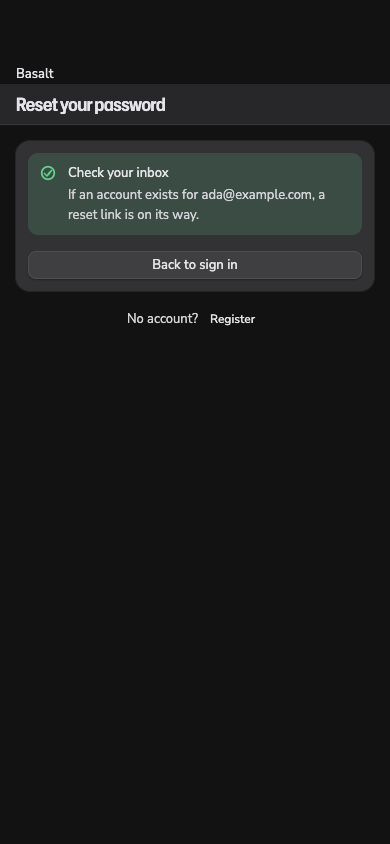 Basalt
Reset your password
Check your inbox
If an account exists for ada@example.com, a
reset link is on its way.
Back to sign in
No account? Register